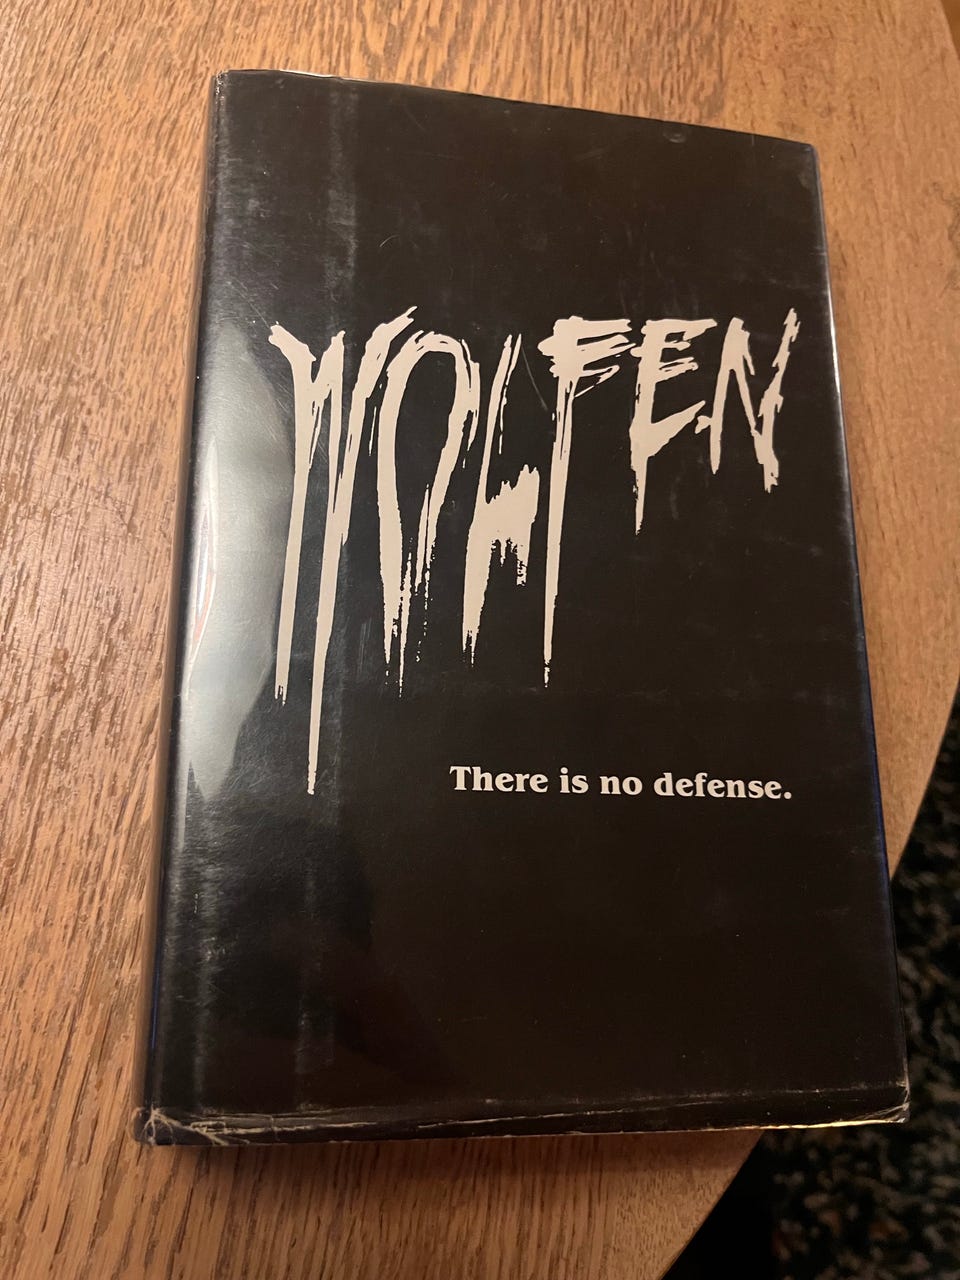 WOLFEN
There is no defense.